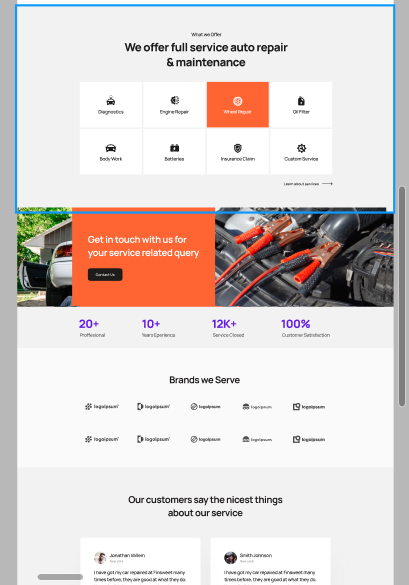 What we Offer
We offer full service auto repair
& maintenance
Diagnostics
Engine Repair
Wheel Repair
Oil Filter
Body Work
Batteries
Insurance Claim
Custom Service
Learn about services
Get in touch with us for
your service related query
Contact Us
20+
10+
12K+
100%
Proffesional
Years Eperience
Service Closed
Customer Satisfaction
Brands we Serve
logoipsum
logoipsum
logoipsum
logoipsum
logoipsum
logoipsum
logoipsum
logoipsum
logoipsum
logoipsum
Our customers say the nicest things
about our service
Jonathan Willem
Smith Johnson
I have got my car repaired at Finsweet many
times before. they are good at what they do.
I have got my car repaired at Finsweet many
times before. they are good at what they do.